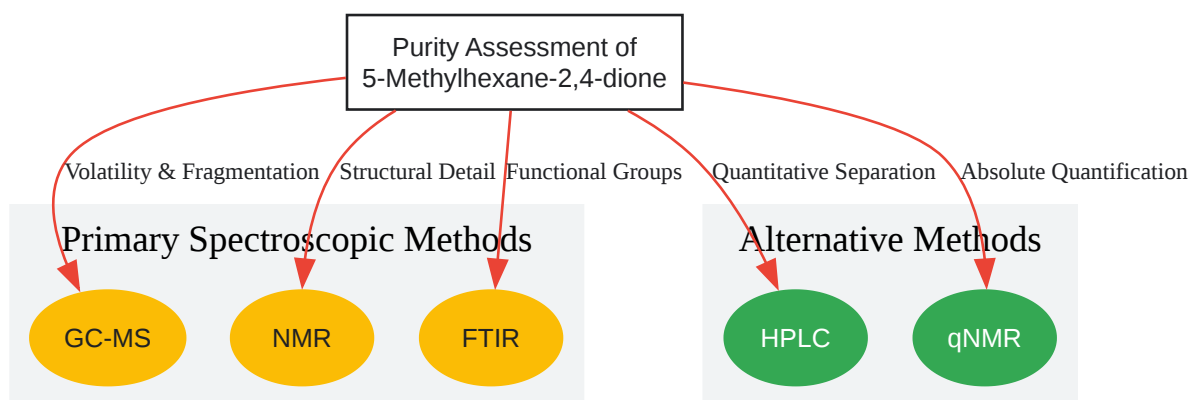 Purity Assessment of
5-Methylhexane-2,4-dione
Volatility & Fragmentation
Structural Detail
Functional Groups
Quantitative Separation
Absolute Quantification
Primary Spectroscopic Methods
Alternative Methods
GC-MS
NMR
FTIR
HPLC
qNMR